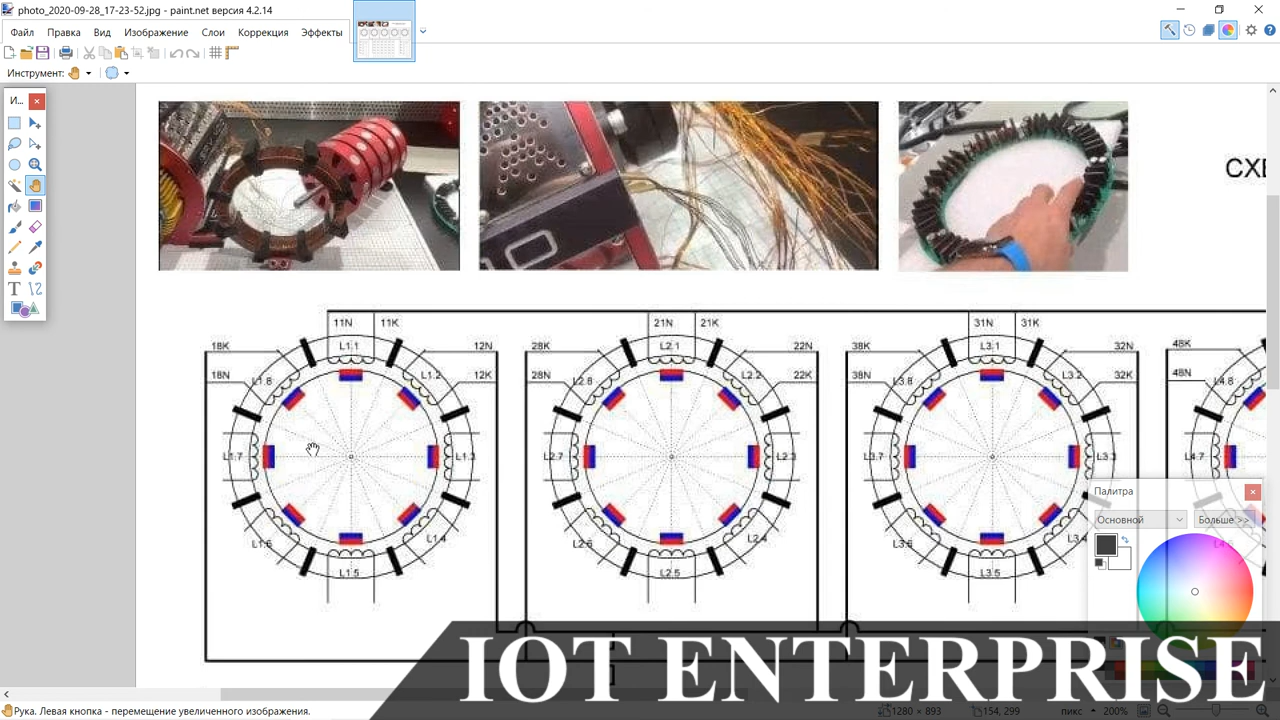 photo_2020-09-28_17-23-52.jpg - paint.net версия 4.2.14
Файл Правка Вид Изображение Слои Коррекция Эффекты
Инструмент:
И...
СХЕ
11N 11K 21N 21K 31N 31K
18K L1.1 12N 28K L2.1 22N 38K L3.1 32N 48K
18N L1.8 L1.2 12K 28N L2.8 L2.2 22K 38N L3.8 L3.2 32K 48N L4.8
L1.7 L1.3 L2.7 L2.3 L3.7 L3.3 L4.7
Палитра
Основной Больше >>
L1.6 L1.4 L2.6 L2.4 L3.6 L3.4
L1.5 L2.5 L3.5
IOT ENTERPRISE
Рука. Левая кнопка - перемещение увеличенного изображения. 1280 × 893 154, 299 пикс 200%